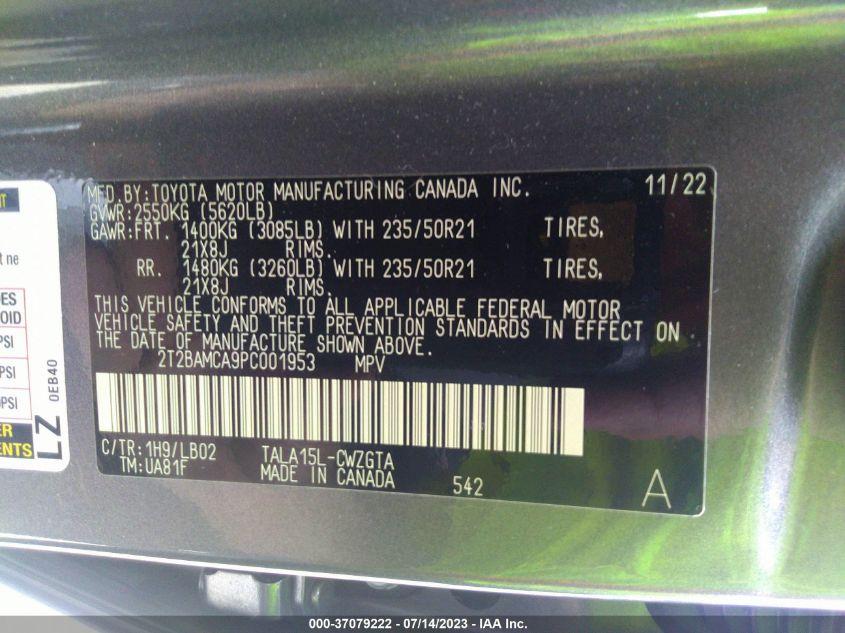 MFD.BY:TOYOTA MOTOR MANUFACTURING CANADA INC. 11/22
GVWR:2550KG (5620LB)
GAWR:FRT. 1400KG (3085LB) WITH 235/50R21 TIRES,
21X8J RIMS.
RR. 1480KG (3260LB) WITH 235/50R21 TIRES,
21X8J RIMS.
THIS VEHICLE CONFORMS TO ALL APPLICABLE FEDERAL MOTOR
VEHICLE SAFETY AND THEFT PREVENTION STANDARDS IN EFFECT ON
THE DATE OF MANUFACTURE SHOWN ABOVE.
2T2BAMCA9PC001953 MPV
C/TR:1H9/LB02 TALA15L-CWZGTA
TM:UA81F MADE IN CANADA 542 A
LZ 0EB40
000-37079222 - 07/14/2023 - IAA Inc.